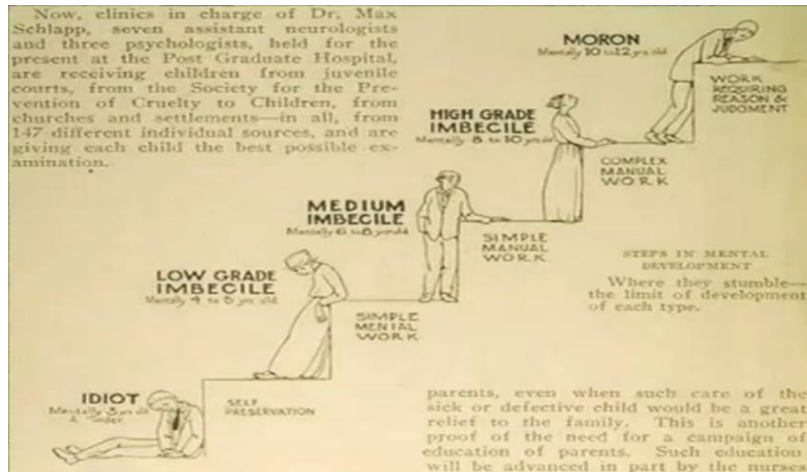 Now, clinics in charge of Dr. Max
Schlapp, seven assistant neurologists
and three psychologists, held for the
present at the Post Graduate Hospital,
are receiving children from juvenile
courts, from the Society for the Pre-
vention of Cruelty to Children, from
churches and settlements—in all, from
147 different individual sources, and are
giving each child the best possible ex-
amination.
MORON
Mentally 10 to 12 yrs old
WORK
REQUIRING
REASON &
JUDGMENT
HIGH GRADE
IMBECILE
Mentally 8 to 10 yrs old
COMPLEX
MANUAL
WORK
MEDIUM
IMBECILE
Mentally 6 to 8 yrs old
SIMPLE
MANUAL
WORK
STEPS IN MENTAL
DEVELOPMENT
Where they stumble—
the limit of development
of each type.
LOW GRADE
IMBECILE
Mentally 4 to 5 yrs. old
SIMPLE
MENIAL
WORK
IDIOT
Mentally 3 yrs old
& under
SELF
PRESERVATION
parents, even when such care of the
sick or defective child would be a great
relief to the family. This is another
proof of the need for a campaign of
education of parents. Such education
will be advanced in part by the nurses